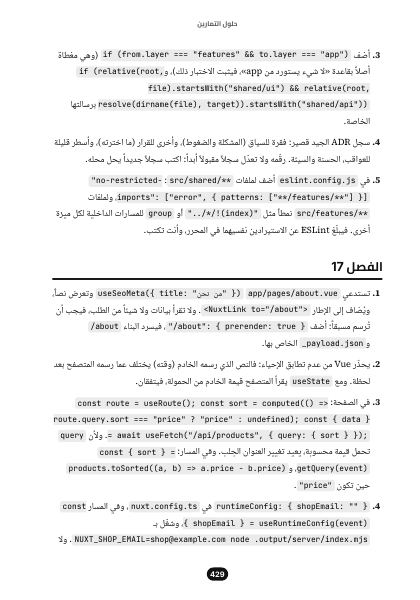 حلول التمارين
3. أضف if (from.layer === "features" && to.layer === "app") (وهي مغطاة
أصلاً بقاعدة «لا شيء يستورد من app»، فيثبت الاختبار ذلك)، و if (relative(root,
file).startsWith("shared/ui") && relative(root,
resolve(dirname(file), target)).startsWith("shared/api")) برسالتها
الخاصة.
4. سجل ADR الجيد قصير: فقرة للسياق (المشكلة والضغوط)، وأخرى للقرار (ما اخترته)، وأسطر قليلة
للعواقب، الحسنة والسيئة. رقّمه ولا تعدّل سجلاً مقبولاً أبداً؛ اكتب سجلاً جديداً يحل محله.
5. في eslint.config.js أضف لملفات src/shared/** : "no-restricted-
imports": ["error", { patterns: ["**/features/**"] }]، ولملفات
src/features/** نمطاً مثل "../*/!(index)" أو group للمسارات الداخلية لكل ميزة
أخرى. فيبلّغ ESLint عن الاستيرادين نفسيهما في المحرر، وأنت تكتب.
الفصل 17
1. تستدعي app/pages/about.vue useSeoMeta({ title: "من نحن" }) وتعرض نصاً،
ويُضاف إلى الإطار <NuxtLink to="/about"> . ولا تقرأ بيانات ولا شيئاً من الطلب، فيجب أن
تُرسم مسبقاً: أضف "/about": { prerender: true } ، فيسرد البناء /about
و _payload.json الخاص بها.
2. يحذّر Vue من عدم تطابق الإحياء: فالنص الذي رسمه الخادم (وقته) يختلف عما رسمه المتصفح بعد
لحظة. ومع useState يقرأ المتصفح قيمة الخادم من الحمولة، فيتفقان.
3. في الصفحة: const route = useRoute(); const sort = computed(() =>
route.query.sort === "price" ? "price" : undefined); const { data }
= await useFetch("/api/products", { query: { sort } }); . ولأن query
تحمل قيمة محسوبة، يعيد تغيير العنوان الجلب. وفي المسار: const { sort } =
getQuery(event)، و products.toSorted((a, b) => a.price - b.price)
حين تكون "price" .
4. runtimeConfig: { shopEmail: "" } في nuxt.config.ts ، وفي المسار const
{ shopEmail } = useRuntimeConfig(event)، وشغّل بـ
NUXT_SHOP_EMAIL=shop@example.com node .output/server/index.mjs . ولا
429